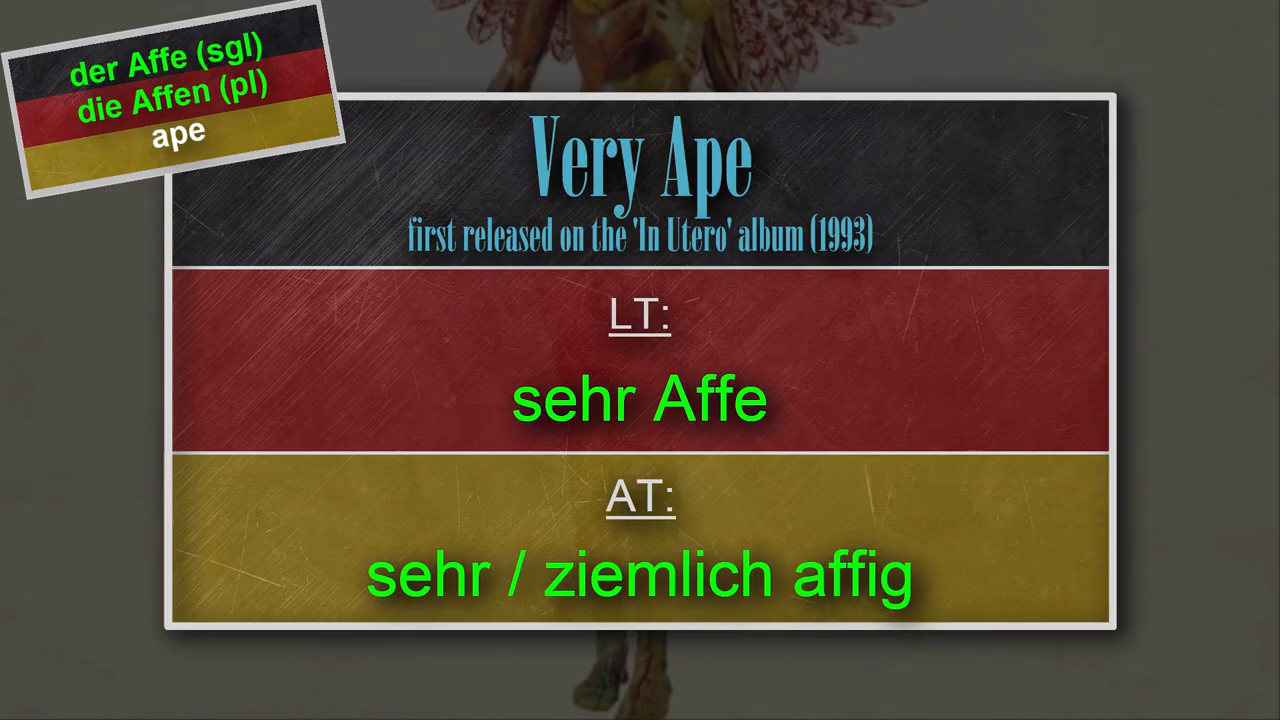 der Affe (sgl)
die Affen (pl)
ape
Very Ape
first released on the 'In Utero' album (1993)
LT:
sehr Affe
AT:
sehr / ziemlich affig